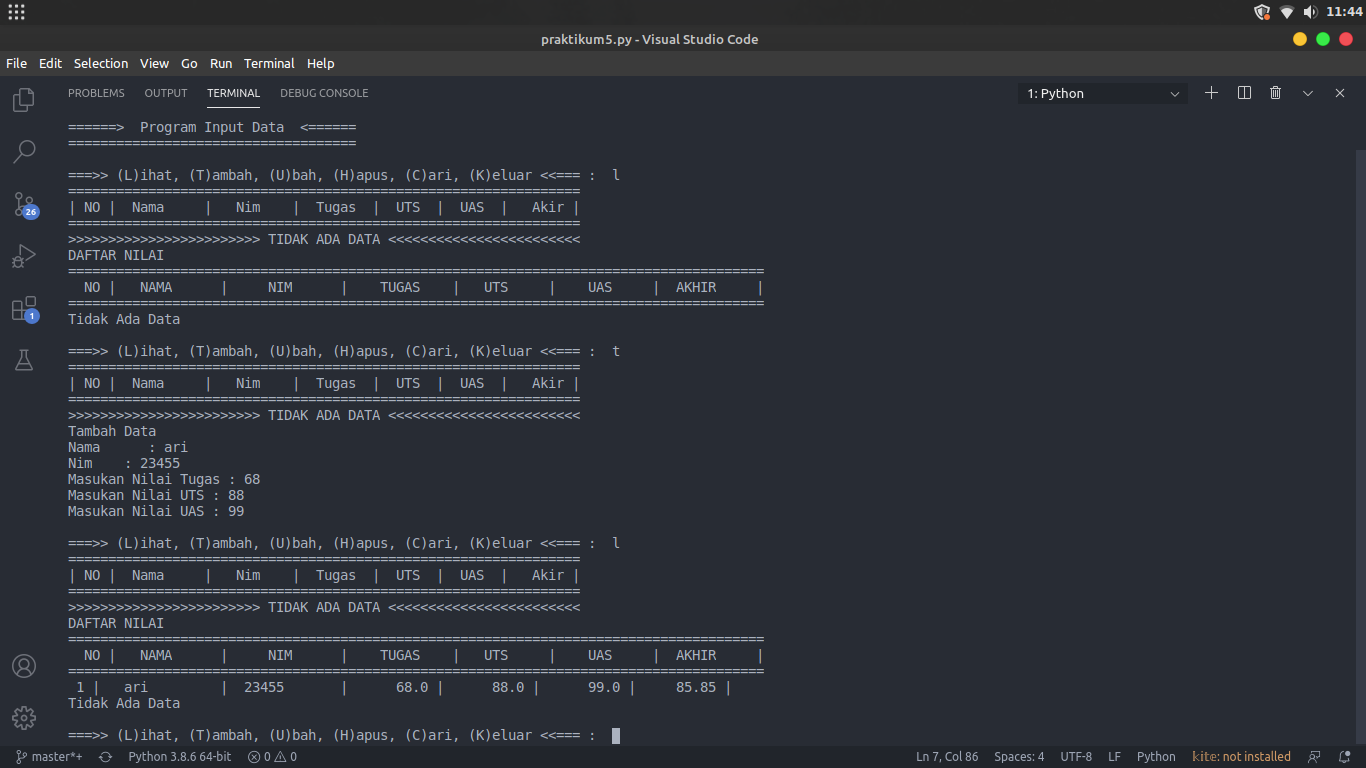 11:44
praktikum5.py - Visual Studio Code
File Edit Selection View Go Run Terminal Help
PROBLEMS OUTPUT TERMINAL DEBUG CONSOLE 1: Python
======>  Program Input Data  <======
====================================
===>> (L)ihat, (T)ambah, (U)bah, (H)apus, (C)ari, (K)eluar <<=== :  l
================================================================
| NO |  Nama     |   Nim    |  Tugas  |  UTS  |  UAS  |   Akir |
================================================================
>>>>>>>>>>>>>>>>>>>>>>>> TIDAK ADA DATA <<<<<<<<<<<<<<<<<<<<<<<<
DAFTAR NILAI
=======================================================================================
  NO |   NAMA      |     NIM      |    TUGAS    |   UTS     |    UAS     |  AKHIR     |
=======================================================================================
Tidak Ada Data
===>> (L)ihat, (T)ambah, (U)bah, (H)apus, (C)ari, (K)eluar <<=== :  t
================================================================
| NO |  Nama     |   Nim    |  Tugas  |  UTS  |  UAS  |   Akir |
================================================================
>>>>>>>>>>>>>>>>>>>>>>>> TIDAK ADA DATA <<<<<<<<<<<<<<<<<<<<<<<<
Tambah Data
Nama      : ari
Nim    : 23455
Masukan Nilai Tugas : 68
Masukan Nilai UTS : 88
Masukan Nilai UAS : 99
===>> (L)ihat, (T)ambah, (U)bah, (H)apus, (C)ari, (K)eluar <<=== :  l
================================================================
| NO |  Nama     |   Nim    |  Tugas  |  UTS  |  UAS  |   Akir |
================================================================
>>>>>>>>>>>>>>>>>>>>>>>> TIDAK ADA DATA <<<<<<<<<<<<<<<<<<<<<<<<
DAFTAR NILAI
=======================================================================================
  NO |   NAMA      |     NIM      |    TUGAS    |   UTS     |    UAS     |  AKHIR     |
=======================================================================================
 1 |   ari         |  23455       |      68.0 |      88.0 |      99.0 |     85.85 |
Tidak Ada Data
===>> (L)ihat, (T)ambah, (U)bah, (H)apus, (C)ari, (K)eluar <<=== :
26
1
master*+ Python 3.8.6 64-bit 0 0 Ln 7, Col 86 Spaces: 4 UTF-8 LF Python kite: not installed